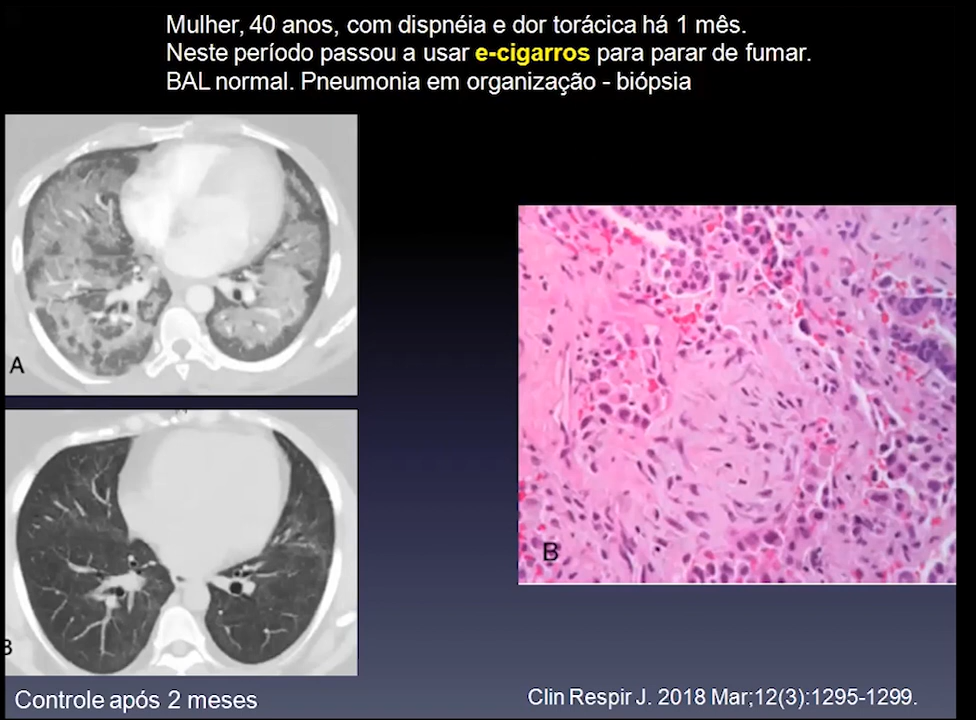 Mulher, 40 anos, com dispnéia e dor torácica há 1 mês.
Neste período passou a usar e-cigarros para parar de fumar.
BAL normal. Pneumonia em organização - biópsia
A
B
B
Controle após 2 meses
Clin Respir J. 2018 Mar;12(3):1295-1299.